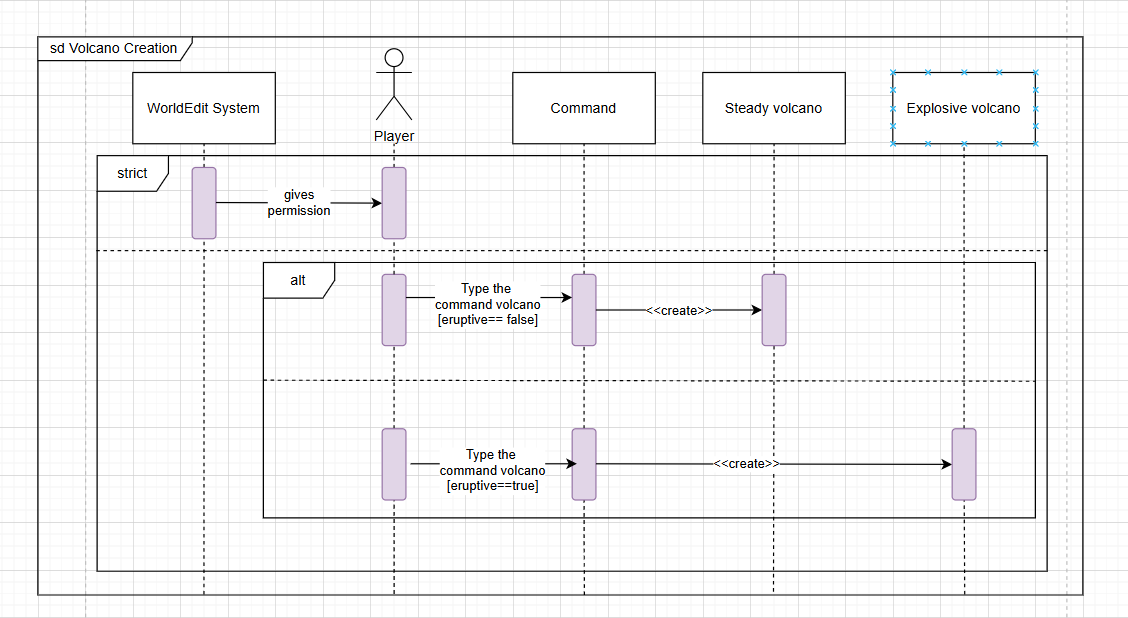 sd Volcano Creation
WorldEdit System
Player
Command
Steady volcano
Explosive volcano
strict
gives
permission
alt
Type the
command volcano
[eruptive== false]
<<create>>
Type the
command volcano
[eruptive==true]
<<create>>